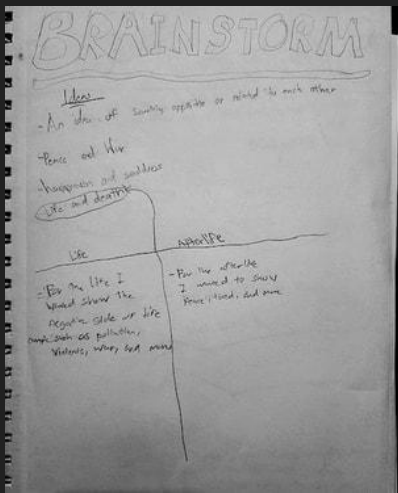 BRAINSTORM
Ideas
-An idea of something opposite or related to each other
-Peace and War
-happiness and saddness
Life and death
Life
Afterlife
-For the life I
wanted show the
negative side of life
such as pollution,
Violence, war, and more
-For the afterlife
I wanted to show
Peace, and more